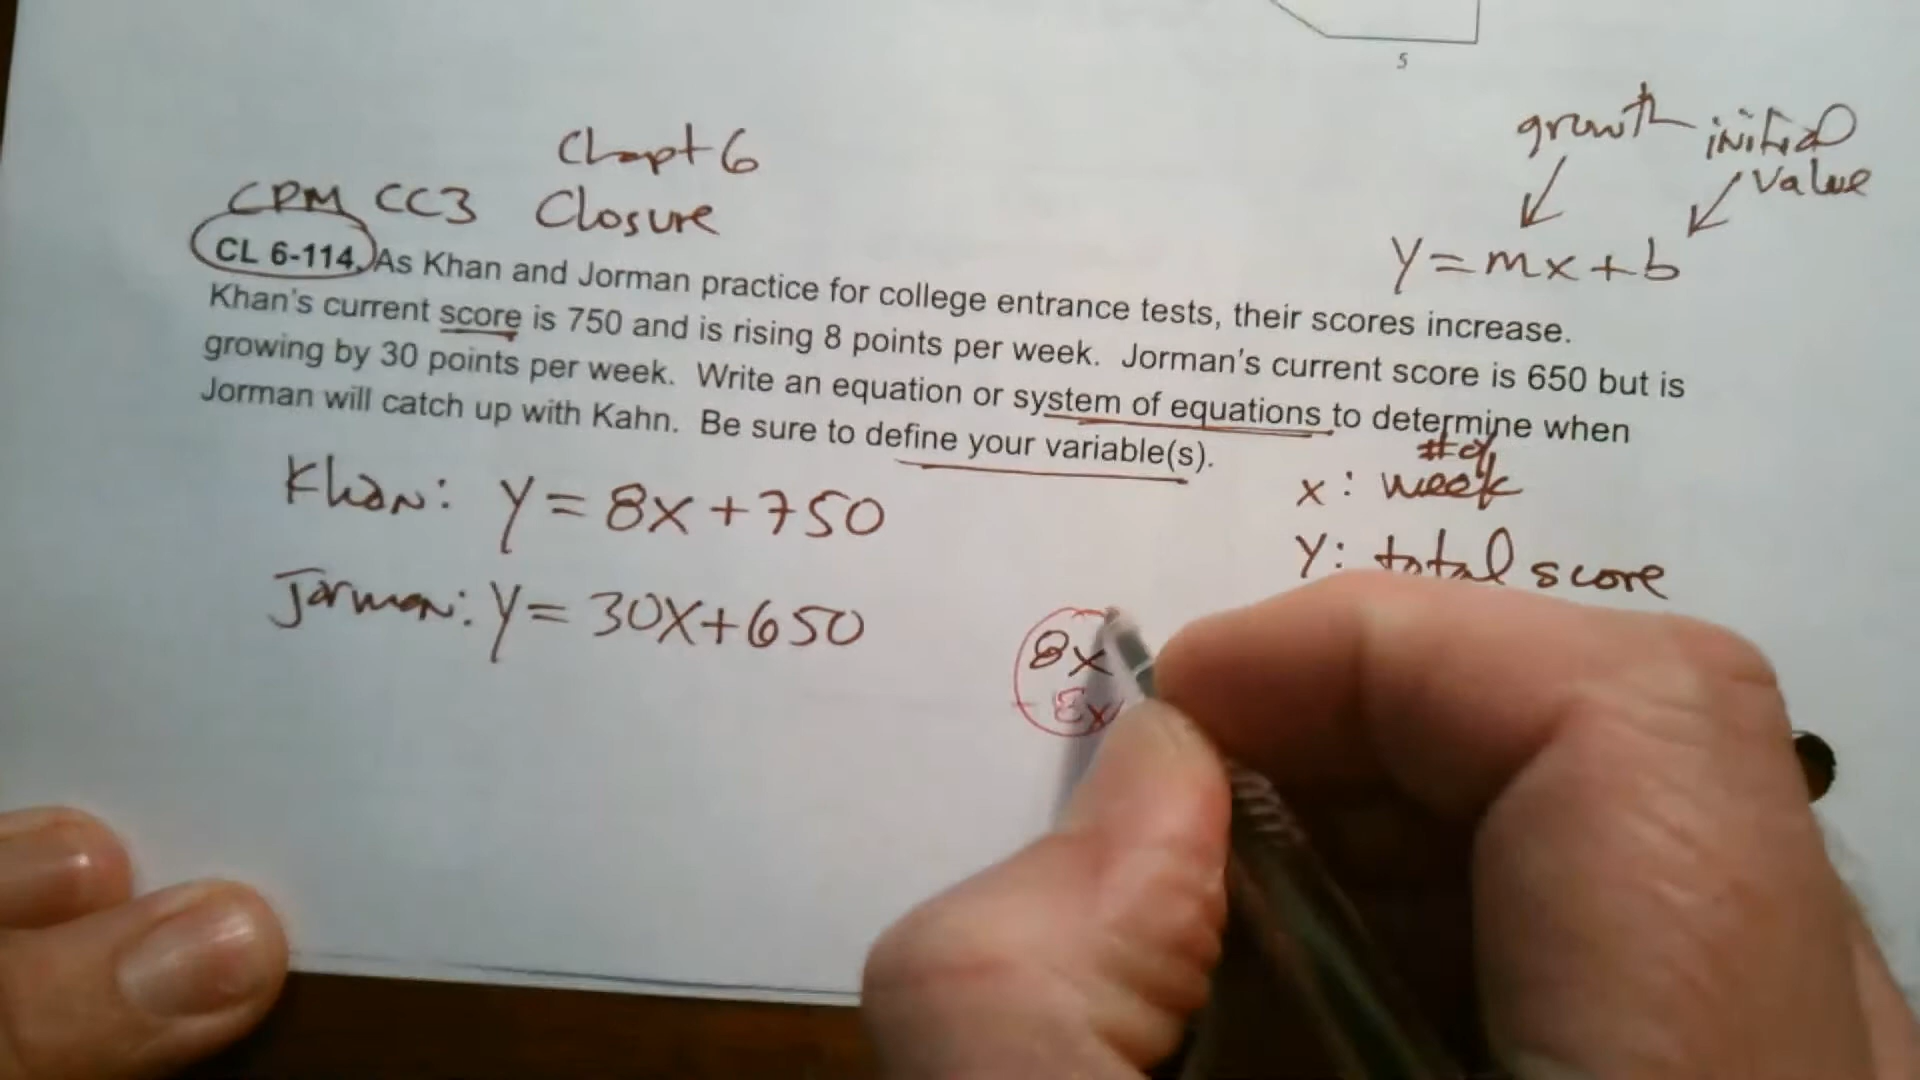 5
growth initial
value
y=mx+b
Chapt 6
CPM CC3 Closure
CL 6-114. As Khan and Jorman practice for college entrance tests, their scores increase.
Khan's current score is 750 and is rising 8 points per week. Jorman's current score is 650 but is
growing by 30 points per week. Write an equation or system of equations to determine when
Jorman will catch up with Kahn. Be sure to define your variable(s).
# of
x: week
y: total score
Khan: y=8x+750
Jorman: y=30x+650
8x
-8x